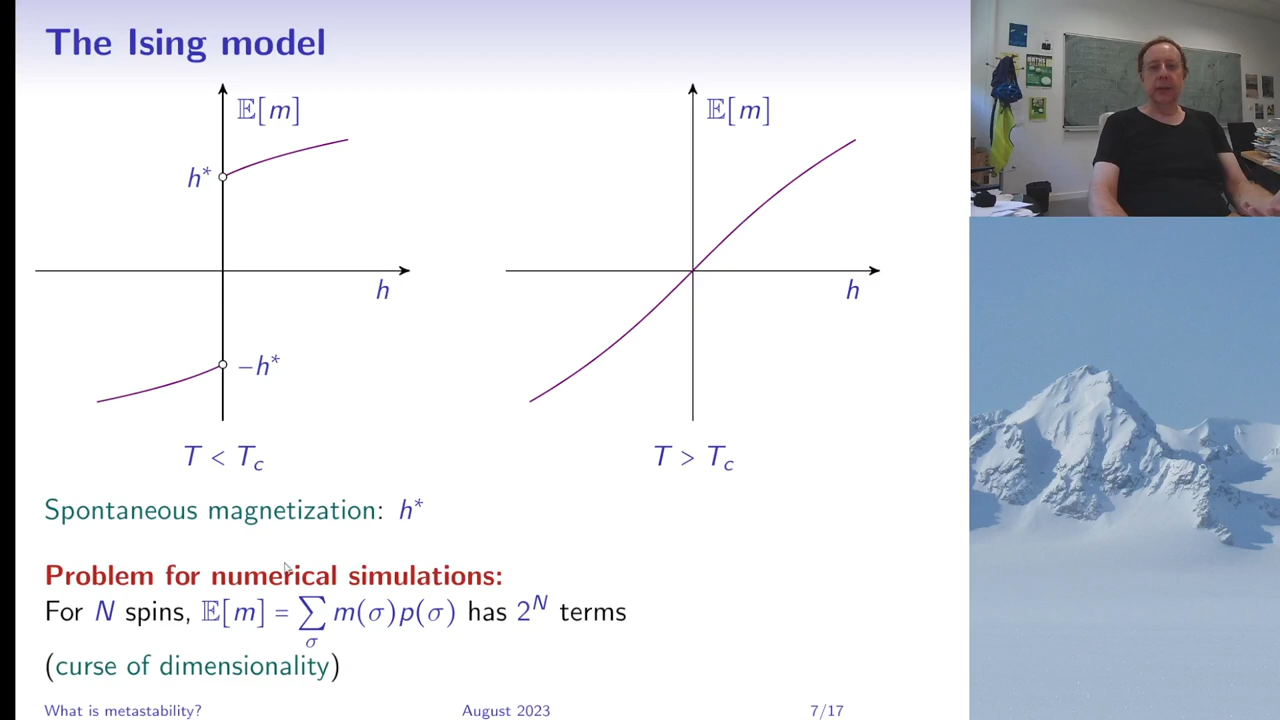 The Ising model
𝔼[m]
h*
h
−h*
T < T_c
𝔼[m]
h
T > T_c
Spontaneous magnetization: h*
Problem for numerical simulations:
For N spins, 𝔼[m] = ∑_σ m(σ)p(σ) has 2^N terms
(curse of dimensionality)
What is metastability? August 2023 7/17